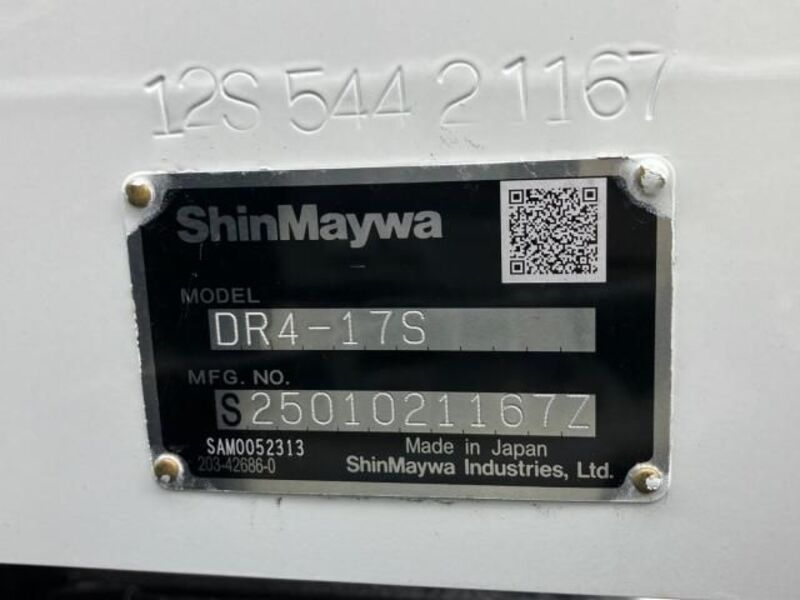 12S 544 2 1167
ShinMaywa
MODEL
DR4-17S
MFG. NO.
S2501021167Z
SAM0052313
203-42686-0
Made in Japan
ShinMaywa Industries, Ltd.